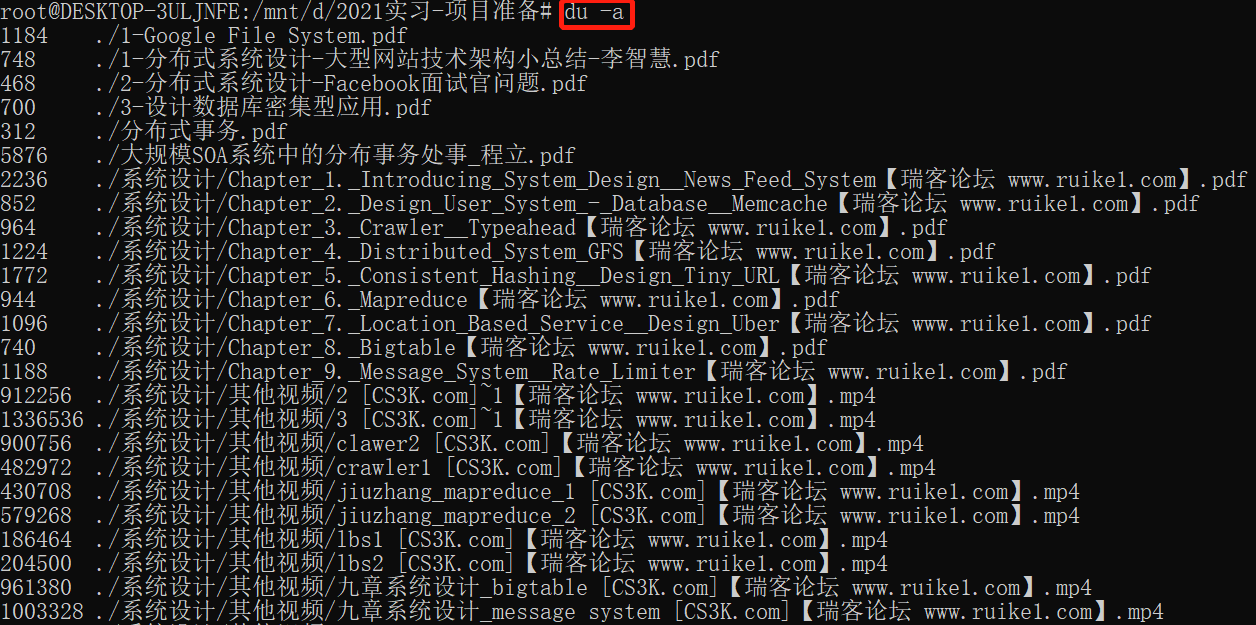 root@DESKTOP-3ULJNFE:/mnt/d/2021实习-项目准备# du -a
1184 ./1-Google File System.pdf
748 ./1-分布式系统设计-大型网站技术架构小总结-李智慧.pdf
468 ./2-分布式系统设计-Facebook面试官问题.pdf
700 ./3-设计数据库密集型应用.pdf
312 ./分布式事务.pdf
5876 ./大规模SOA系统中的分布事务处事_程立.pdf
2236 ./系统设计/Chapter_1._Introducing_System_Design__News_Feed_System【瑞客论坛 www.ruike1.com】.pdf
852 ./系统设计/Chapter_2._Design_User_System_-_Database__Memcache【瑞客论坛 www.ruike1.com】.pdf
964 ./系统设计/Chapter_3._Crawler__Typeahead【瑞客论坛 www.ruike1.com】.pdf
1224 ./系统设计/Chapter_4._Distributed_System_GFS【瑞客论坛 www.ruike1.com】.pdf
1772 ./系统设计/Chapter_5._Consistent_Hashing__Design_Tiny_URL【瑞客论坛 www.ruike1.com】.pdf
944 ./系统设计/Chapter_6._Mapreduce【瑞客论坛 www.ruike1.com】.pdf
1096 ./系统设计/Chapter_7._Location_Based_Service__Design_Uber【瑞客论坛 www.ruike1.com】.pdf
740 ./系统设计/Chapter_8._Bigtable【瑞客论坛 www.ruike1.com】.pdf
1188 ./系统设计/Chapter_9._Message_System__Rate_Limiter【瑞客论坛 www.ruike1.com】.pdf
912256 ./系统设计/其他视频/2 [CS3K.com]~1【瑞客论坛 www.ruike1.com】.mp4
1336536 ./系统设计/其他视频/3 [CS3K.com]~1【瑞客论坛 www.ruike1.com】.mp4
900756 ./系统设计/其他视频/clawer2 [CS3K.com]【瑞客论坛 www.ruike1.com】.mp4
482972 ./系统设计/其他视频/crawler1 [CS3K.com]【瑞客论坛 www.ruike1.com】.mp4
430708 ./系统设计/其他视频/jiuzhang_mapreduce_1 [CS3K.com]【瑞客论坛 www.ruike1.com】.mp4
579268 ./系统设计/其他视频/jiuzhang_mapreduce_2 [CS3K.com]【瑞客论坛 www.ruike1.com】.mp4
186464 ./系统设计/其他视频/lbs1 [CS3K.com]【瑞客论坛 www.ruike1.com】.mp4
204500 ./系统设计/其他视频/lbs2 [CS3K.com]【瑞客论坛 www.ruike1.com】.mp4
961380 ./系统设计/其他视频/九章系统设计_bigtable [CS3K.com]【瑞客论坛 www.ruike1.com】.mp4
1003328 ./系统设计/其他视频/九章系统设计_message system [CS3K.com]【瑞客论坛 www.ruike1.com】.mp4